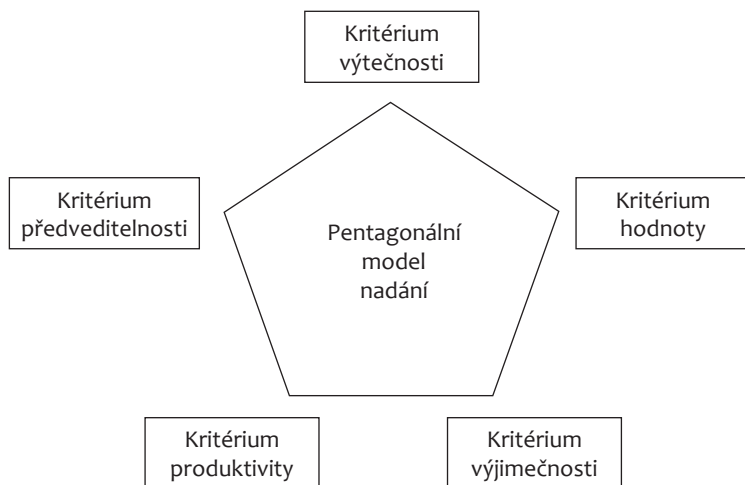 Kritérium
výtečnosti
Kritérium
předveditelnosti
Kritérium
hodnoty
Pentagonální
model
nadání
Kritérium
produktivity
Kritérium
výjimečnosti